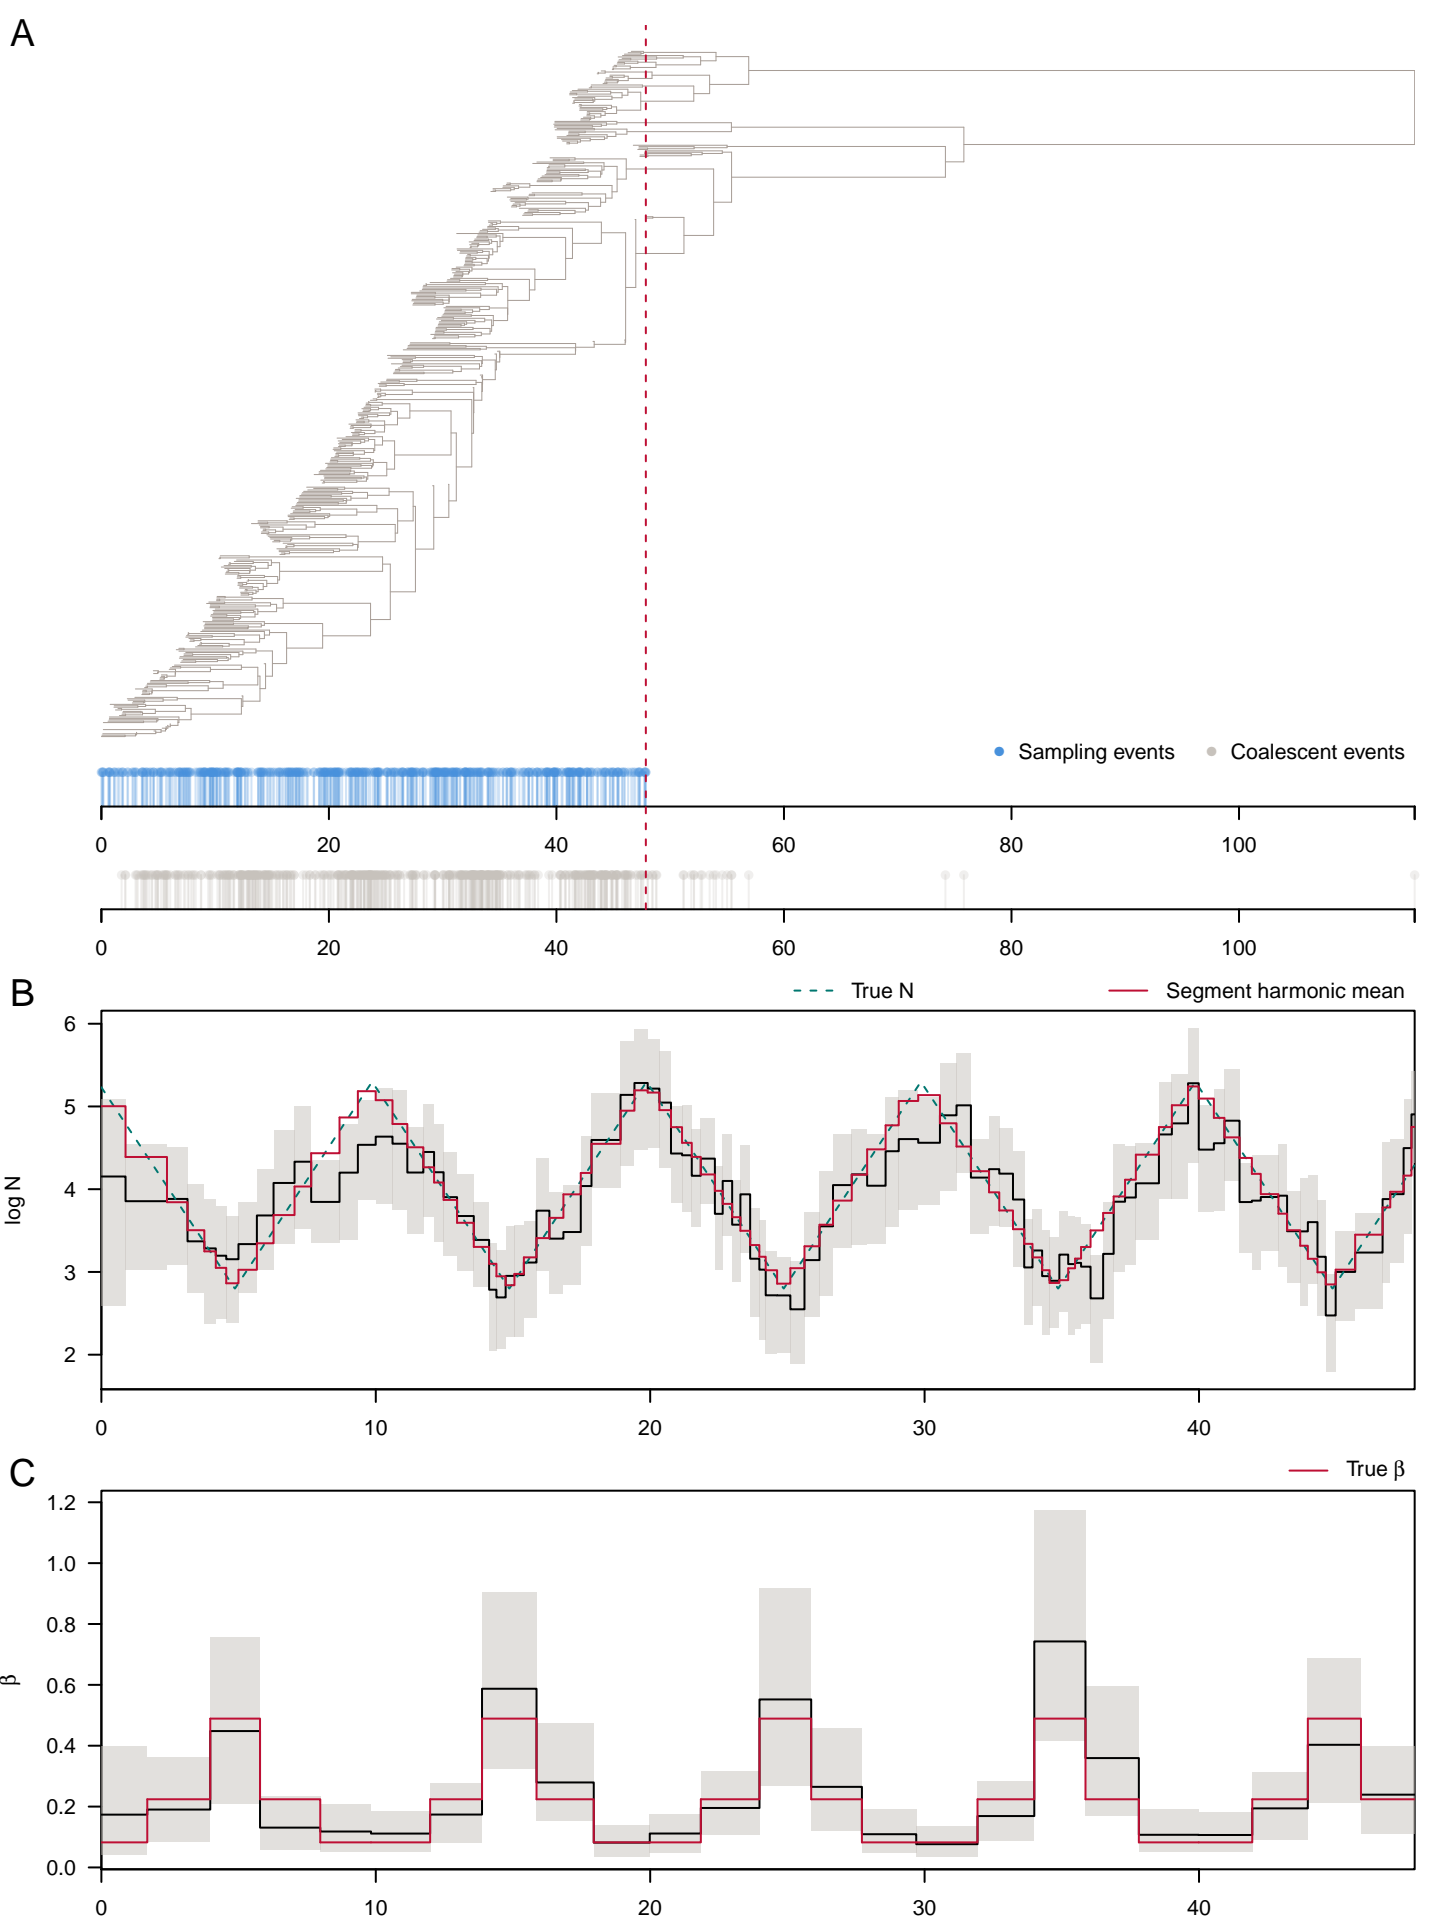 A
Sampling events Coalescent events
0 20 40 60 80 100
0 20 40 60 80 100
B
True N Segment harmonic mean
6
5
4
3
2
log N
0 10 20 30 40
C
True β
1.2
1.0
0.8
0.6
0.4
0.2
0.0
β
0 10 20 30 40